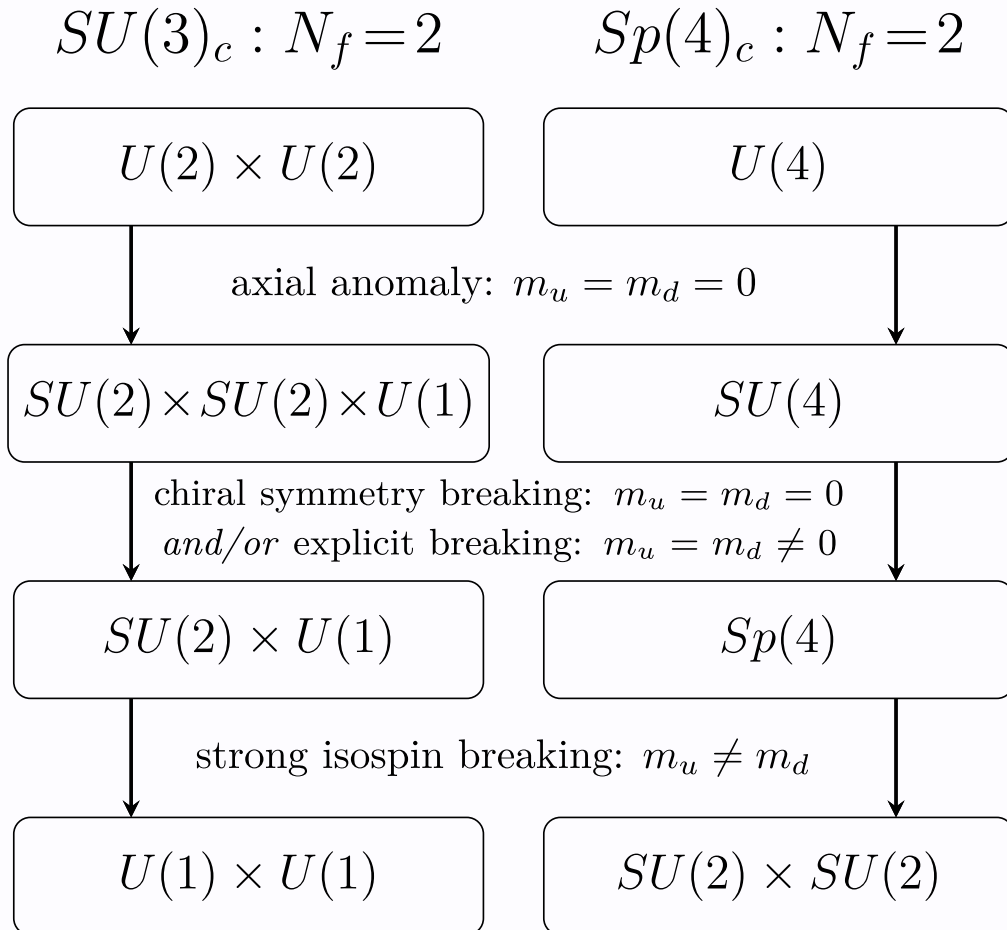 SU(3)_c : N_f = 2
Sp(4)_c : N_f = 2
U(2) × U(2)
U(4)
axial anomaly: m_u = m_d = 0
SU(2)×SU(2)×U(1)
SU(4)
chiral symmetry breaking: m_u = m_d = 0
and/or explicit breaking: m_u = m_d ≠ 0
SU(2) × U(1)
Sp(4)
strong isospin breaking: m_u ≠ m_d
U(1) × U(1)
SU(2) × SU(2)